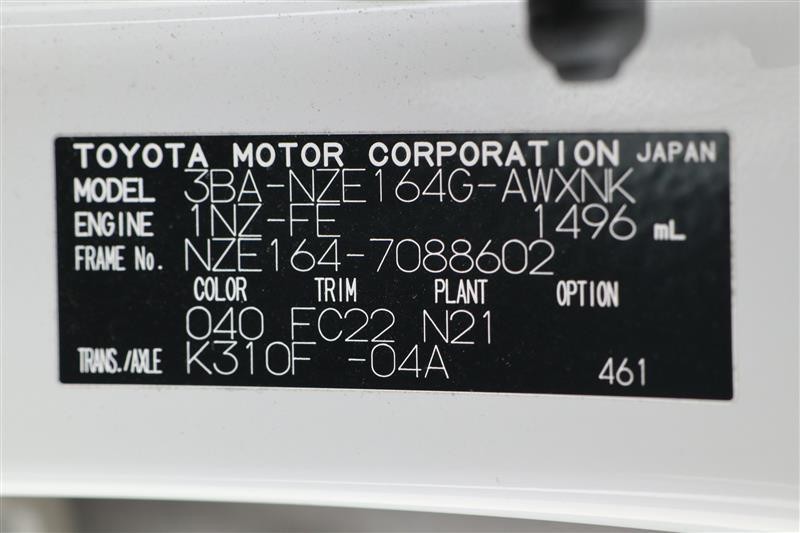 TOYOTA MOTOR CORPORATION JAPAN
MODEL 3BA-NZE164G-AWXNK
ENGINE 1NZ-FE 1496 mL
FRAME No. NZE164-7088602
COLOR TRIM PLANT OPTION
040 FC22 N21
TRANS./AXLE K310F -04A 461